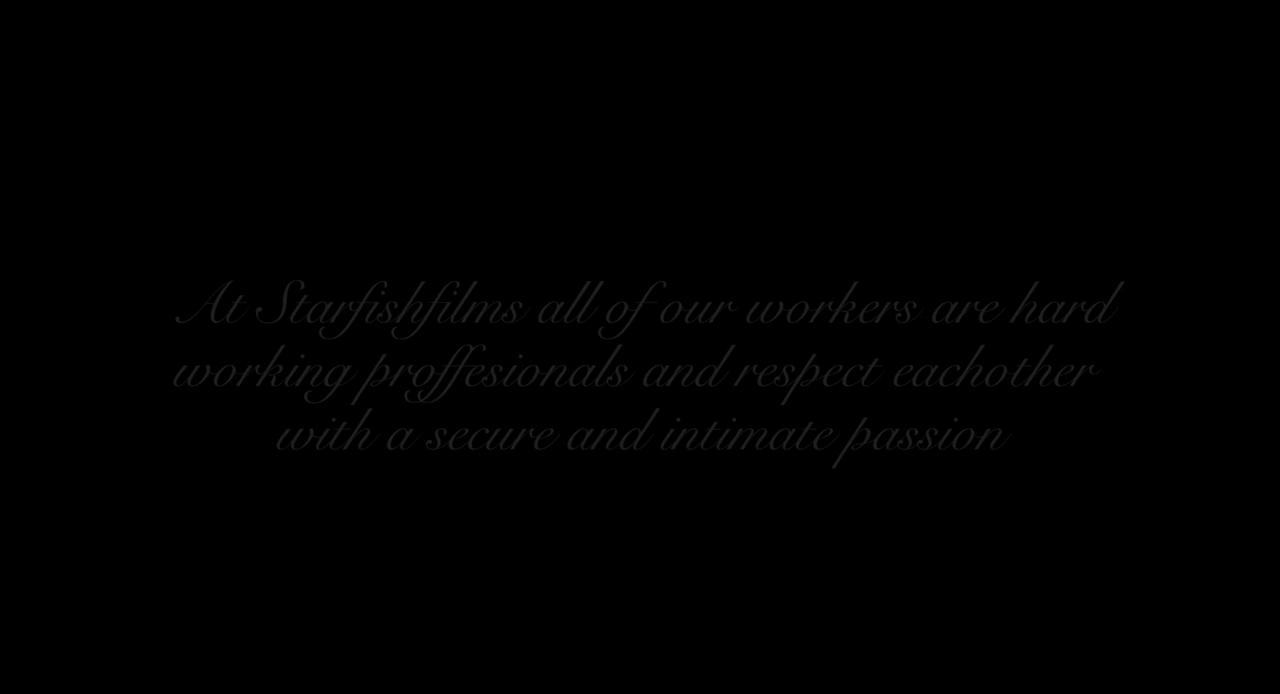 At Starfishfilms all of our workers are hard
working proffesionals and respect eachother
with a secure and intimate passion